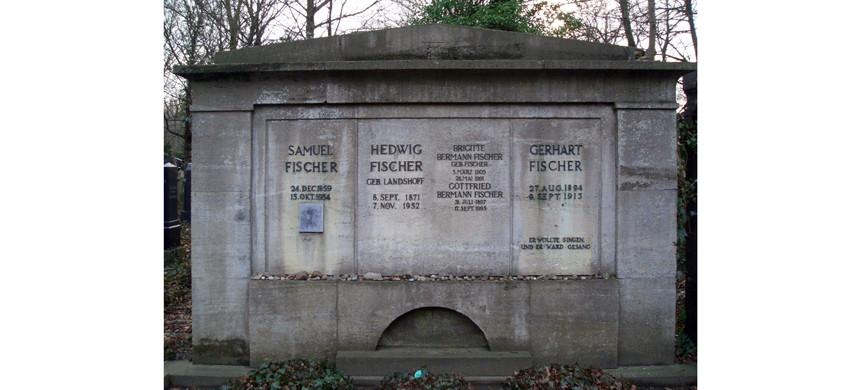 SAMUEL
FISCHER
24. DEC. 1859
15. OKT. 1934
HEDWIG
FISCHER
GEB. LANDSHOFF
8. SEPT. 1871
7. NOV. 1952
BRIGITTE
BERMANN FISCHER
GEB. FISCHER
5. MÄRZ 1905
28. MAI 1991
GOTTFRIED
BERMANN FISCHER
31. JULI 1897
17. SEPT. 1995
GERHART
FISCHER
27. AUG. 1894
9. SEPT. 1913
ER WOLLTE SINGEN
UND ER WARD GESANG